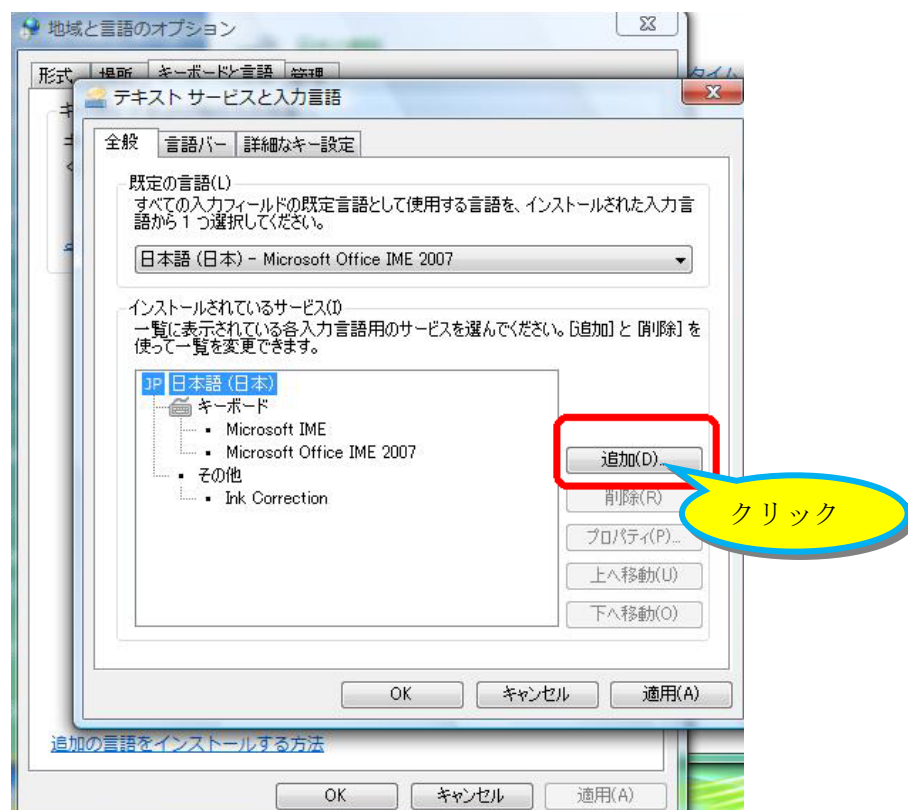 地域と言語のオプション
形式 場所 キーボードと言語 管理
テキスト サービスと入力言語
全般 言語バー 詳細なキー設定
既定の言語(L)
すべての入力フィールドの既定言語として使用する言語を、インストールされた入力言
語から 1 つ選択してください。
日本語 (日本) - Microsoft Office IME 2007
インストールされているサービス(I)
一覧に表示されている各入力言語用のサービスを選んでください。[追加] と [削除] を
使って一覧を変更できます。
JP 日本語 (日本)
キーボード
Microsoft IME
Microsoft Office IME 2007
その他
Ink Correction
追加(D)...
削除(R)
クリック
プロパティ(P)...
上へ移動(U)
下へ移動(O)
OK キャンセル 適用(A)
追加の言語をインストールする方法
OK キャンセル 適用(A)